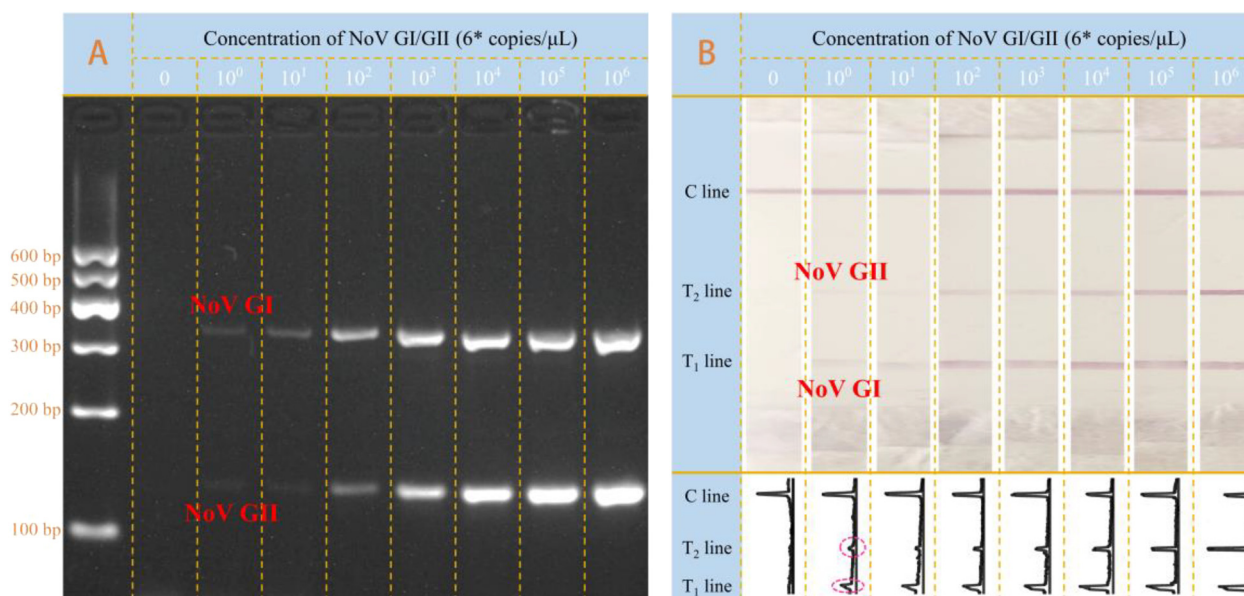 A
Concentration of NoV GI/GII (6* copies/μL)
0 10⁰ 10¹ 10² 10³ 10⁴ 10⁵ 10⁶
600 bp
500 bp
400 bp
300 bp
200 bp
100 bp
NoV GI
NoV GII
B
Concentration of NoV GI/GII (6* copies/μL)
0 10⁰ 10¹ 10² 10³ 10⁴ 10⁵ 10⁶
C line
NoV GII
T₂ line
T₁ line
NoV GI
C line
T₂ line
T₁ line